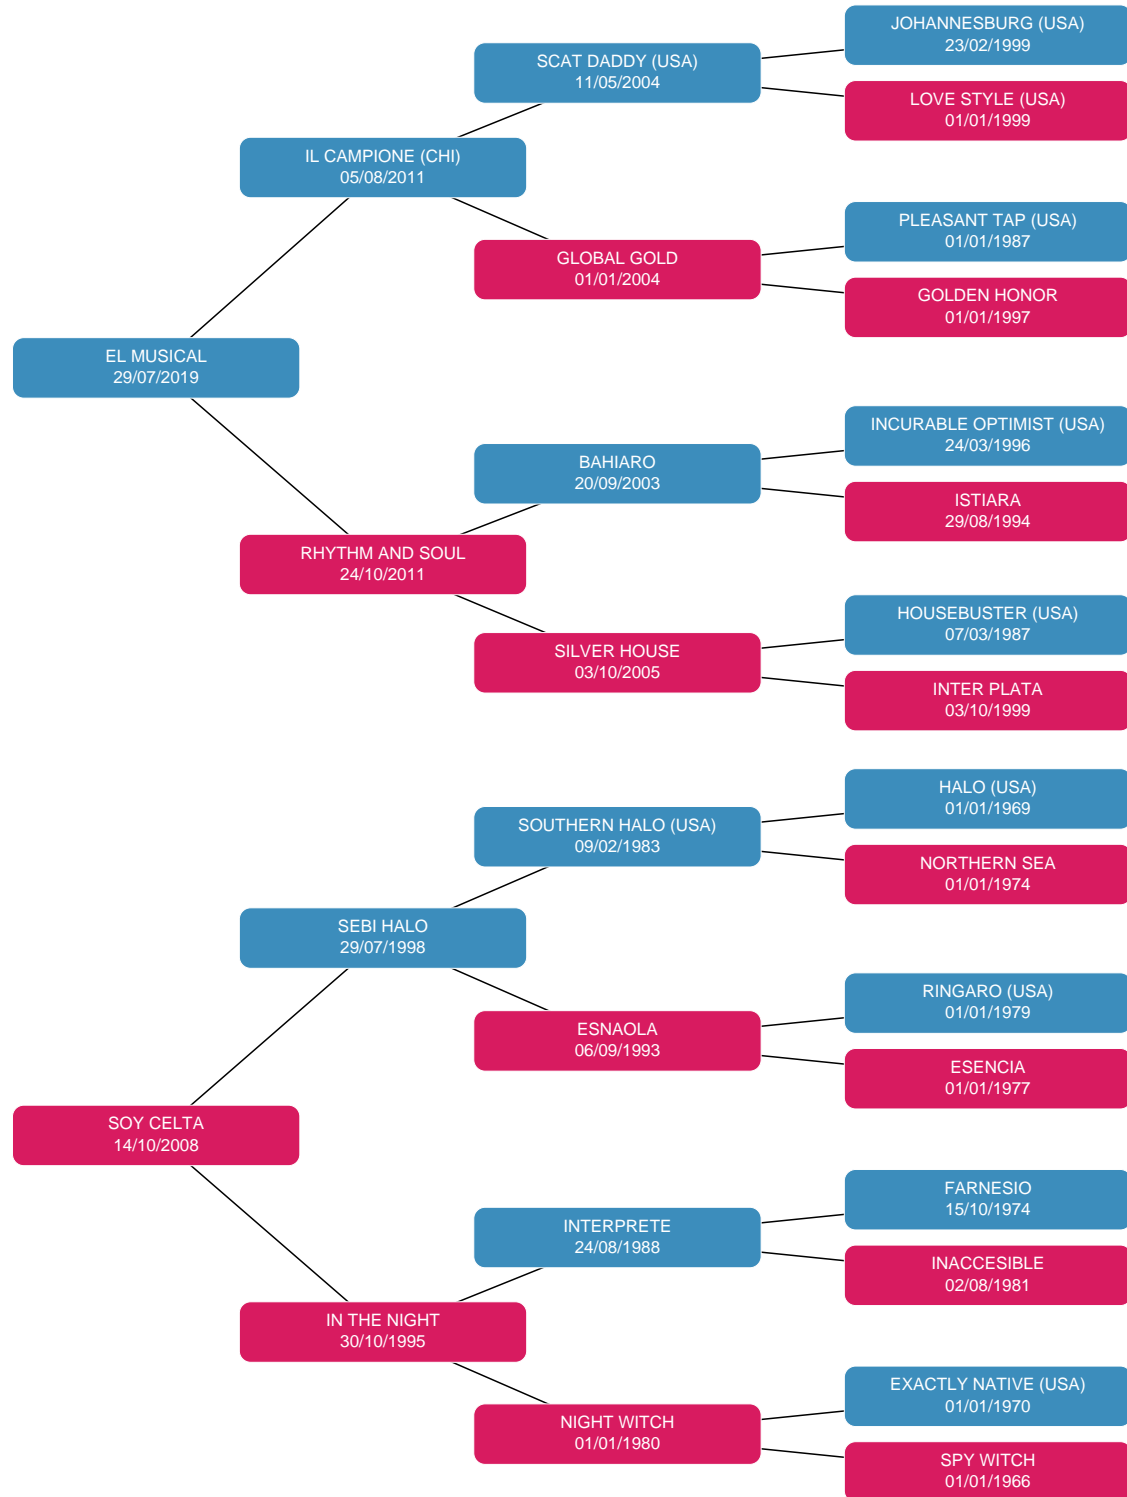 JOHANNESBURG (USA)
23/02/1999
SCAT DADDY (USA)
11/05/2004
LOVE STYLE (USA)
01/01/1999
IL CAMPIONE (CHI)
05/08/2011
PLEASANT TAP (USA)
01/01/1987
GLOBAL GOLD
01/01/2004
GOLDEN HONOR
01/01/1997
EL MUSICAL
29/07/2019
INCURABLE OPTIMIST (USA)
24/03/1996
BAHIARO
20/09/2003
ISTIARA
29/08/1994
RHYTHM AND SOUL
24/10/2011
HOUSEBUSTER (USA)
07/03/1987
SILVER HOUSE
03/10/2005
INTER PLATA
03/10/1999
HALO (USA)
01/01/1969
SOUTHERN HALO (USA)
09/02/1983
NORTHERN SEA
01/01/1974
SEBI HALO
29/07/1998
RINGARO (USA)
01/01/1979
ESNAOLA
06/09/1993
ESENCIA
01/01/1977
SOY CELTA
14/10/2008
FARNESIO
15/10/1974
INTERPRETE
24/08/1988
INACCESIBLE
02/08/1981
IN THE NIGHT
30/10/1995
EXACTLY NATIVE (USA)
01/01/1970
NIGHT WITCH
01/01/1980
SPY WITCH
01/01/1966